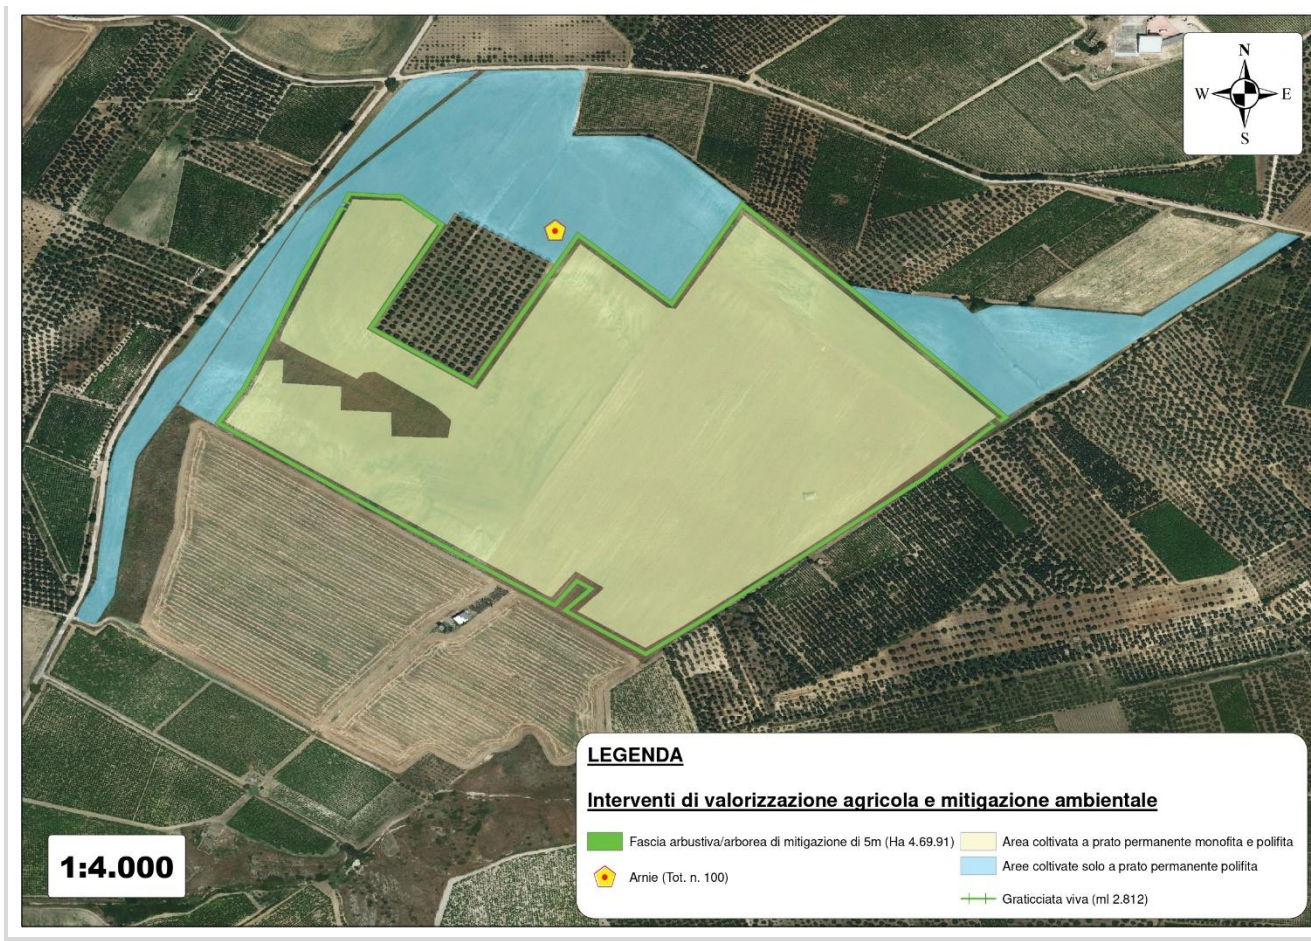 N
W E
S
LEGENDA
Interventi di valorizzazione agricola e mitigazione ambientale
Fascia arbustiva/arborea di mitigazione di 5m (Ha 4.69.91)
Arnie (Tot. n. 100)
Area coltivata a prato permanente monofita e polifita
Aree coltivate solo a prato permanente polifita
Graticciata viva (ml 2.812)
1:4.000